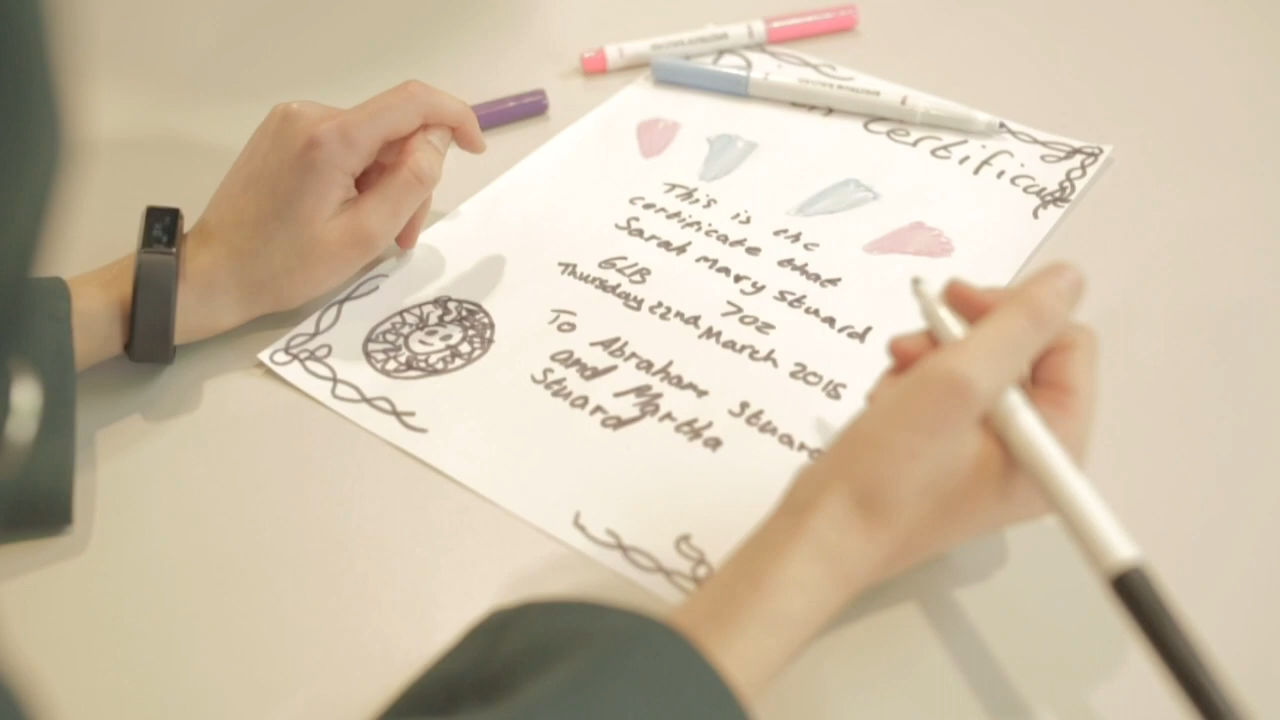 certificate
This is the
certificate that
Sarah mary Stuard
6LB 7oz
Thursday 22nd March 2018
To Abraham Stuard
and Martha
Stuard